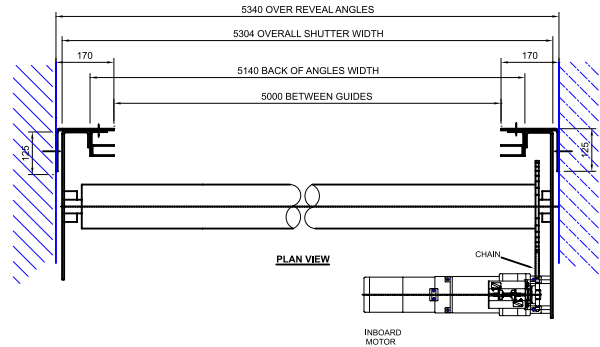 5340 OVER REVEAL ANGLES
5304 OVERALL SHUTTER WIDTH
170
170
5140 BACK OF ANGLES WIDTH
5000 BETWEEN GUIDES
125
125
PLAN VIEW
CHAIN
INBOARD
MOTOR